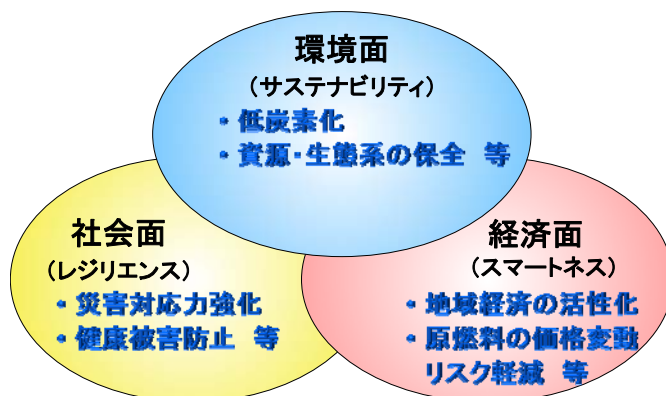 環境面
(サステナビリティ)
・低炭素化
・資源・生態系の保全 等
社会面
(レジリエンス)
・災害対応力強化
・健康被害防止 等
経済面
(スマートネス)
・地域経済の活性化
・原燃料の価格変動
リスク軽減 等